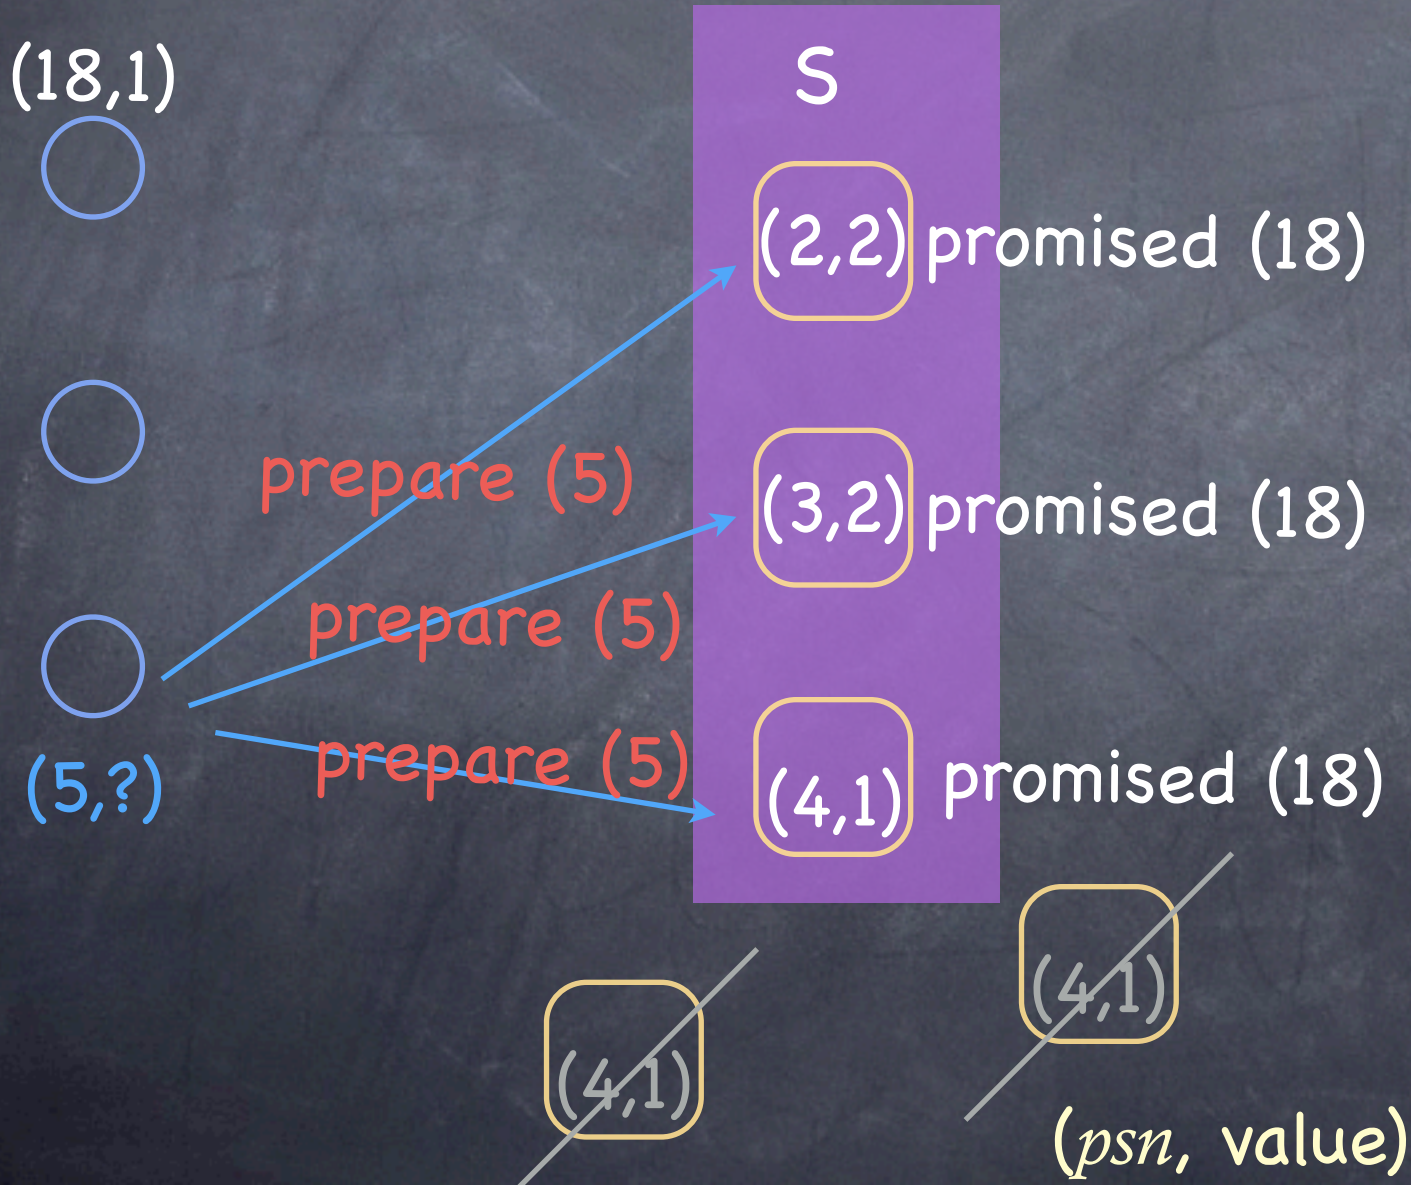 (18,1)
S
(2,2) promised (18)
prepare (5)
(3,2) promised (18)
prepare (5)
prepare (5)
(5,?)
(4,1) promised (18)
(4,1)
(4,1)
(psn, value)